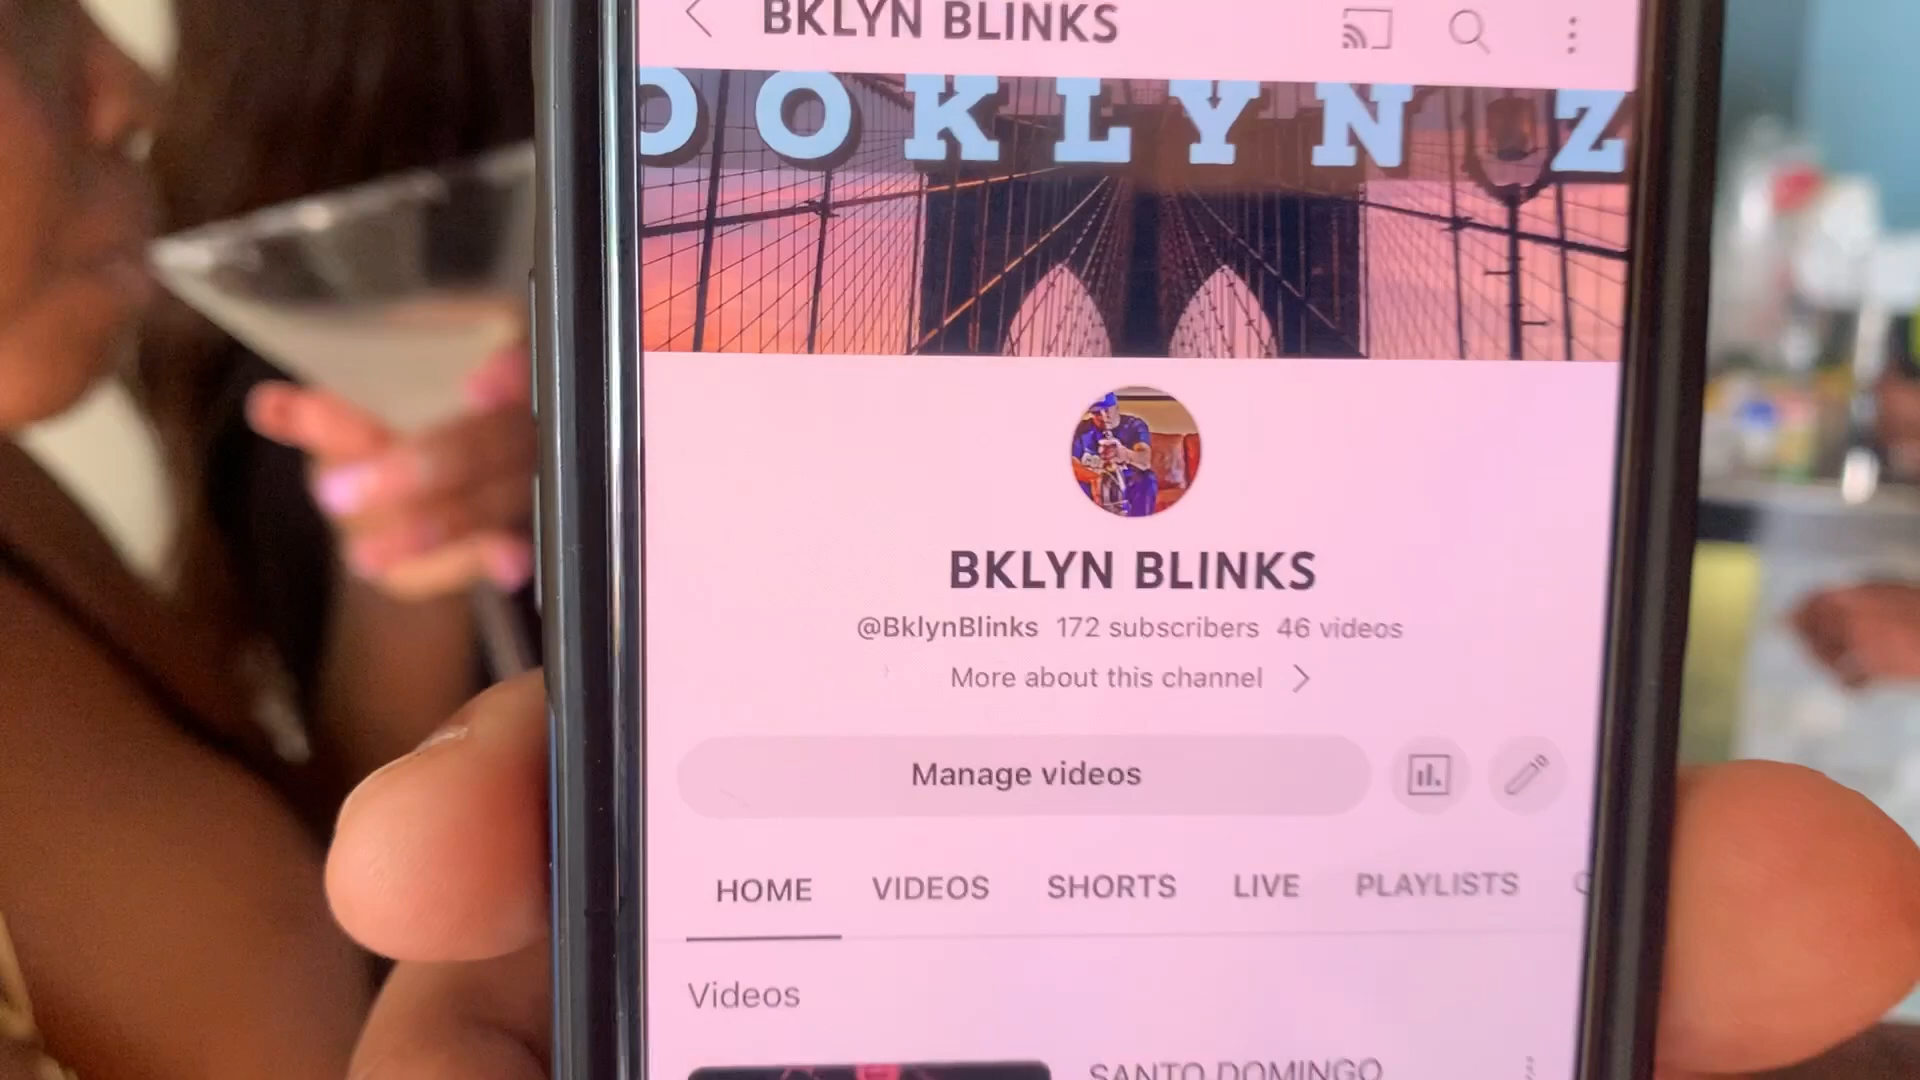 BKLYN BLINKS
OOKLYN Z
BKLYN BLINKS
@BklynBlinks 172 subscribers 46 videos
More about this channel
Manage videos
HOME VIDEOS SHORTS LIVE PLAYLISTS
Videos
SANTO DOMINGO